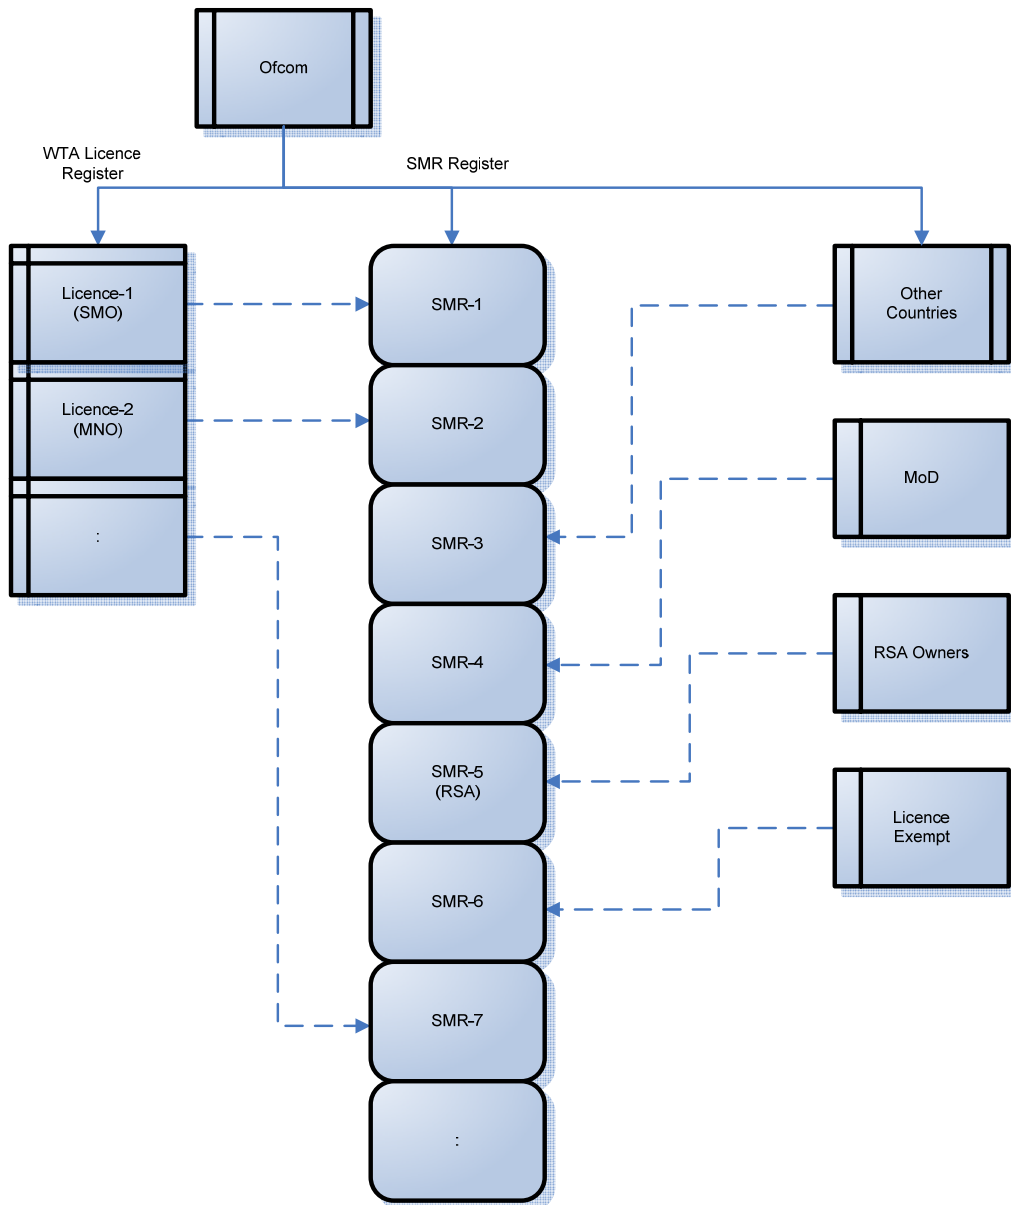 Ofcom
WTA Licence
Register
SMR Register
Licence-1
(SMO)
Licence-2
(MNO)
:
SMR-1
SMR-2
SMR-3
SMR-4
SMR-5
(RSA)
SMR-6
SMR-7
:
Other
Countries
MoD
RSA Owners
Licence
Exempt